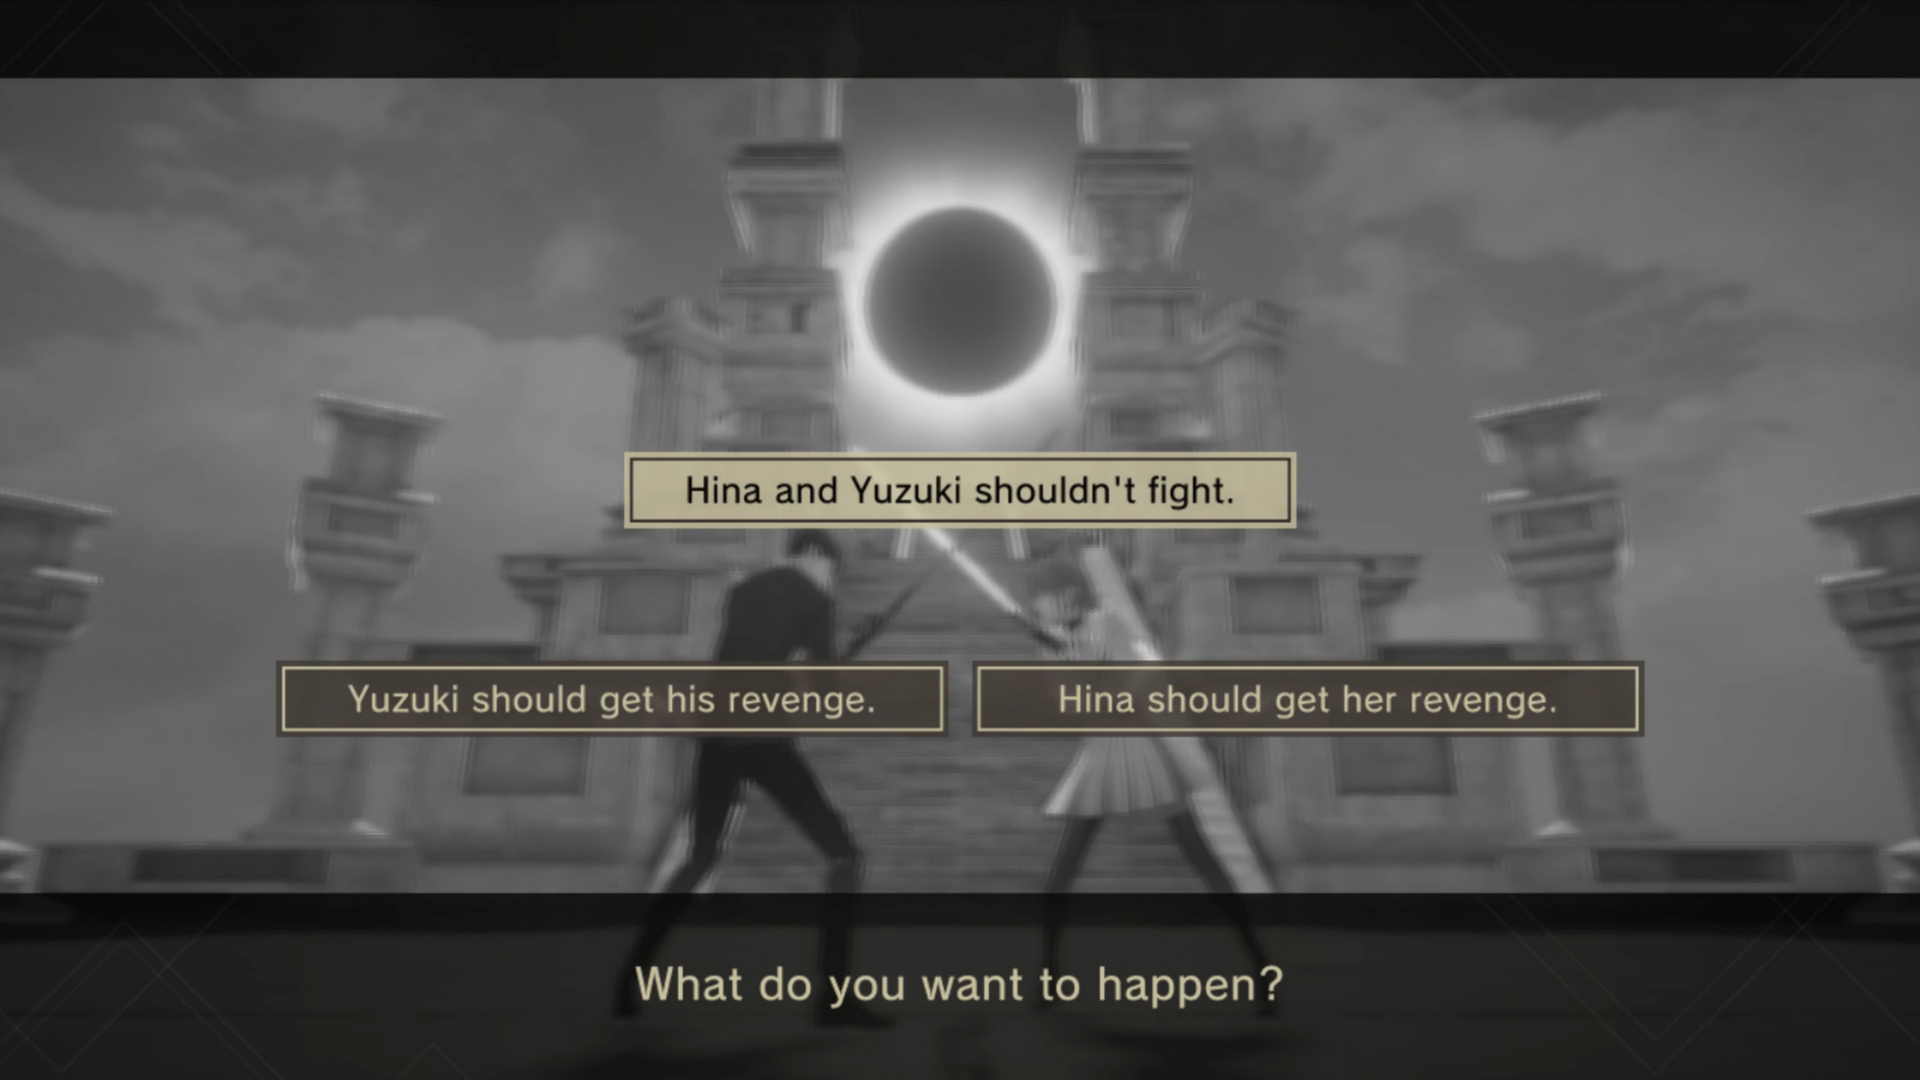 Hina and Yuzuki shouldn't fight.
Yuzuki should get his revenge.
Hina should get her revenge.
What do you want to happen?